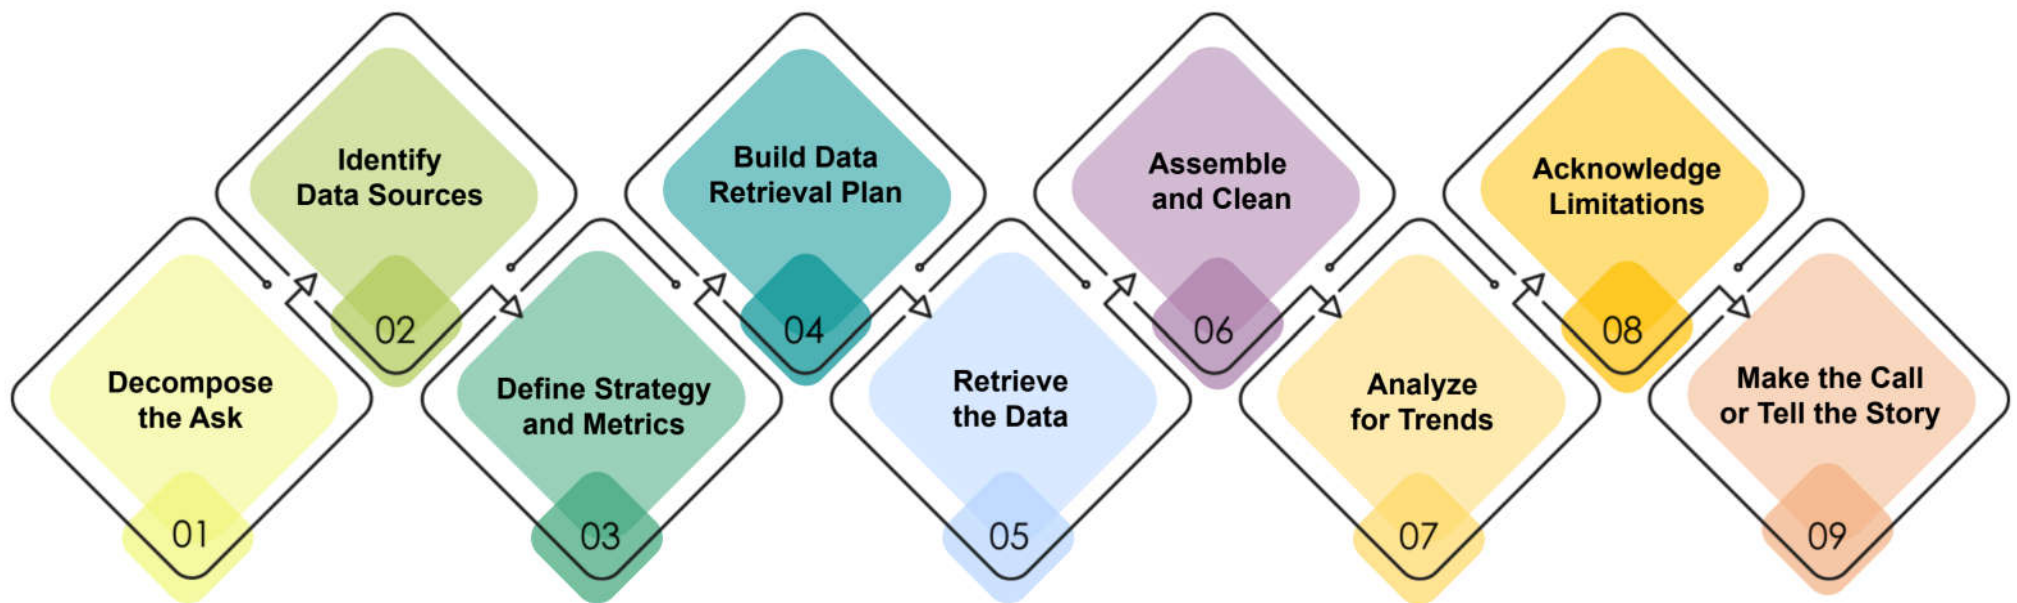 Decompose
the Ask
01
Identify
Data Sources
02
Define Strategy
and Metrics
03
Build Data
Retrieval Plan
04
Retrieve
the Data
05
Assemble
and Clean
06
Analyze
for Trends
07
Acknowledge
Limitations
08
Make the Call
or Tell the Story
09